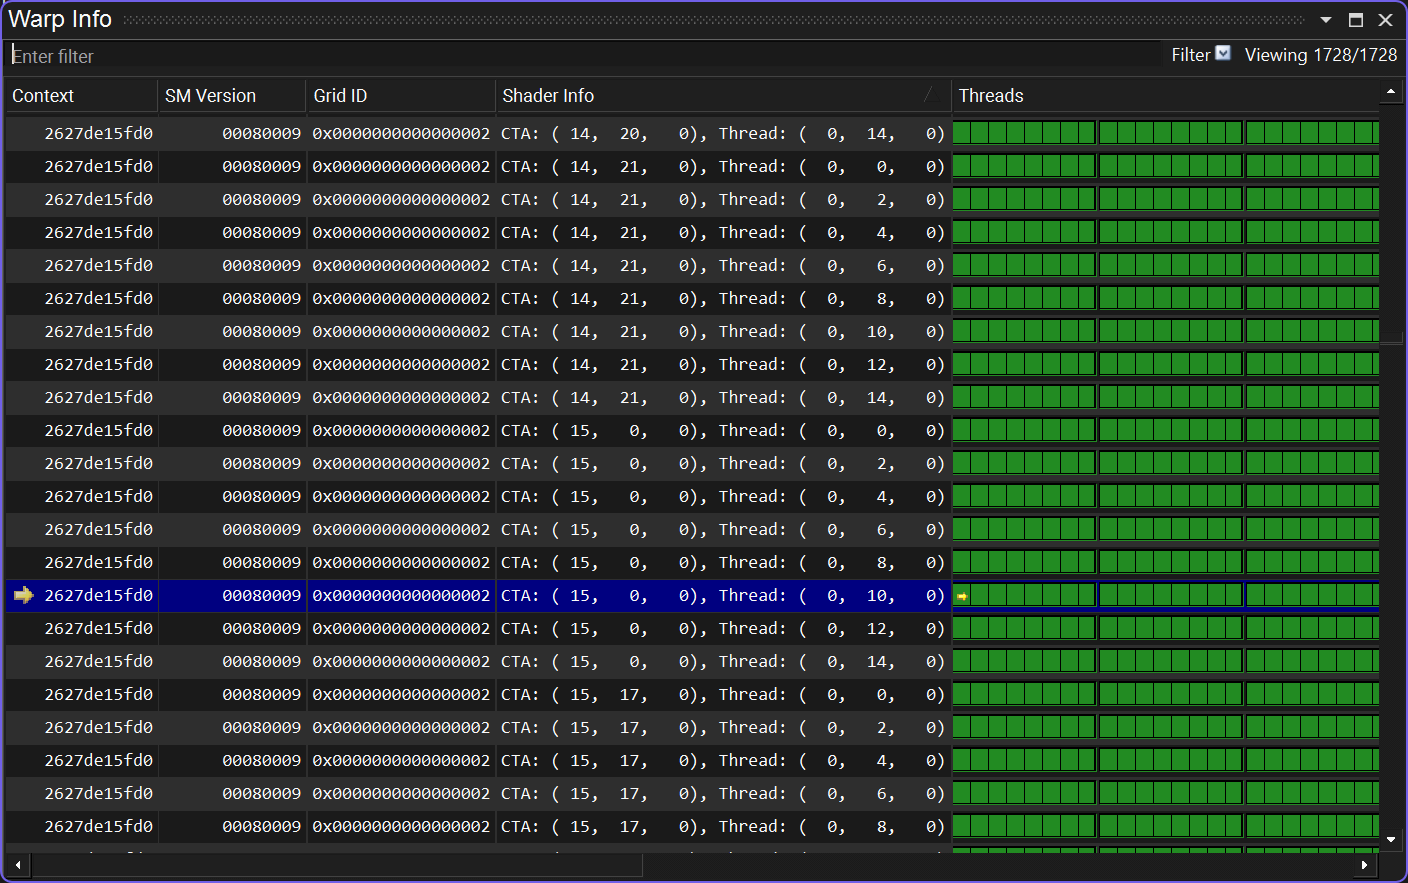 Warp Info
Enter filter Filter Viewing 1728/1728
Context SM Version Grid ID Shader Info Threads
2627de15fd0 00080009 0x0000000000000002 CTA: ( 14, 20, 0), Thread: ( 0, 14, 0)
2627de15fd0 00080009 0x0000000000000002 CTA: ( 14, 21, 0), Thread: ( 0, 0, 0)
2627de15fd0 00080009 0x0000000000000002 CTA: ( 14, 21, 0), Thread: ( 0, 2, 0)
2627de15fd0 00080009 0x0000000000000002 CTA: ( 14, 21, 0), Thread: ( 0, 4, 0)
2627de15fd0 00080009 0x0000000000000002 CTA: ( 14, 21, 0), Thread: ( 0, 6, 0)
2627de15fd0 00080009 0x0000000000000002 CTA: ( 14, 21, 0), Thread: ( 0, 8, 0)
2627de15fd0 00080009 0x0000000000000002 CTA: ( 14, 21, 0), Thread: ( 0, 10, 0)
2627de15fd0 00080009 0x0000000000000002 CTA: ( 14, 21, 0), Thread: ( 0, 12, 0)
2627de15fd0 00080009 0x0000000000000002 CTA: ( 14, 21, 0), Thread: ( 0, 14, 0)
2627de15fd0 00080009 0x0000000000000002 CTA: ( 15, 0, 0), Thread: ( 0, 0, 0)
2627de15fd0 00080009 0x0000000000000002 CTA: ( 15, 0, 0), Thread: ( 0, 2, 0)
2627de15fd0 00080009 0x0000000000000002 CTA: ( 15, 0, 0), Thread: ( 0, 4, 0)
2627de15fd0 00080009 0x0000000000000002 CTA: ( 15, 0, 0), Thread: ( 0, 6, 0)
2627de15fd0 00080009 0x0000000000000002 CTA: ( 15, 0, 0), Thread: ( 0, 8, 0)
2627de15fd0 00080009 0x0000000000000002 CTA: ( 15, 0, 0), Thread: ( 0, 10, 0)
2627de15fd0 00080009 0x0000000000000002 CTA: ( 15, 0, 0), Thread: ( 0, 12, 0)
2627de15fd0 00080009 0x0000000000000002 CTA: ( 15, 0, 0), Thread: ( 0, 14, 0)
2627de15fd0 00080009 0x0000000000000002 CTA: ( 15, 17, 0), Thread: ( 0, 0, 0)
2627de15fd0 00080009 0x0000000000000002 CTA: ( 15, 17, 0), Thread: ( 0, 2, 0)
2627de15fd0 00080009 0x0000000000000002 CTA: ( 15, 17, 0), Thread: ( 0, 4, 0)
2627de15fd0 00080009 0x0000000000000002 CTA: ( 15, 17, 0), Thread: ( 0, 6, 0)
2627de15fd0 00080009 0x0000000000000002 CTA: ( 15, 17, 0), Thread: ( 0, 8, 0)